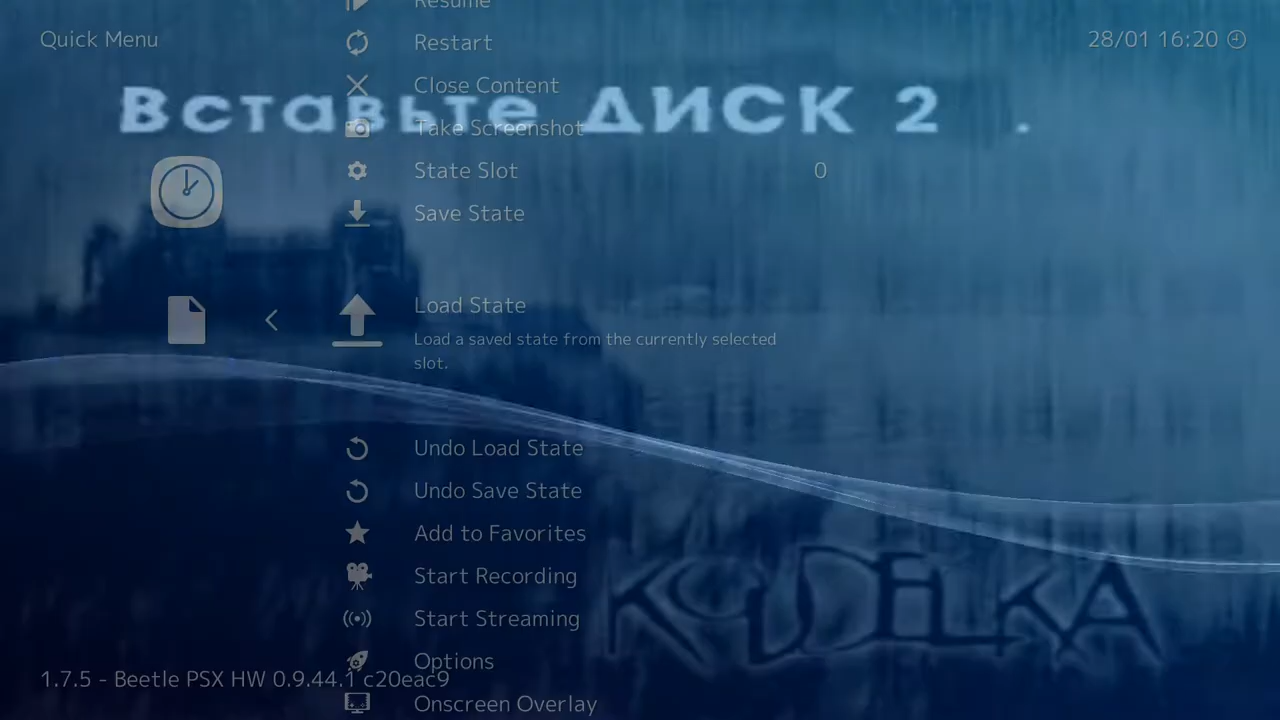 Resume
Quick Menu
Restart
28/01 16:20
Close Content
Вставьте ДИСК 2 .
Take Screenshot
State Slot 0
Save State
Load State
Load a saved state from the currently selected
slot.
Undo Load State
Undo Save State
Add to Favorites
Start Recording
KOUDELKA
Start Streaming
Options
1.7.5 - Beetle PSX HW 0.9.44.1 c20eac9
Onscreen Overlay